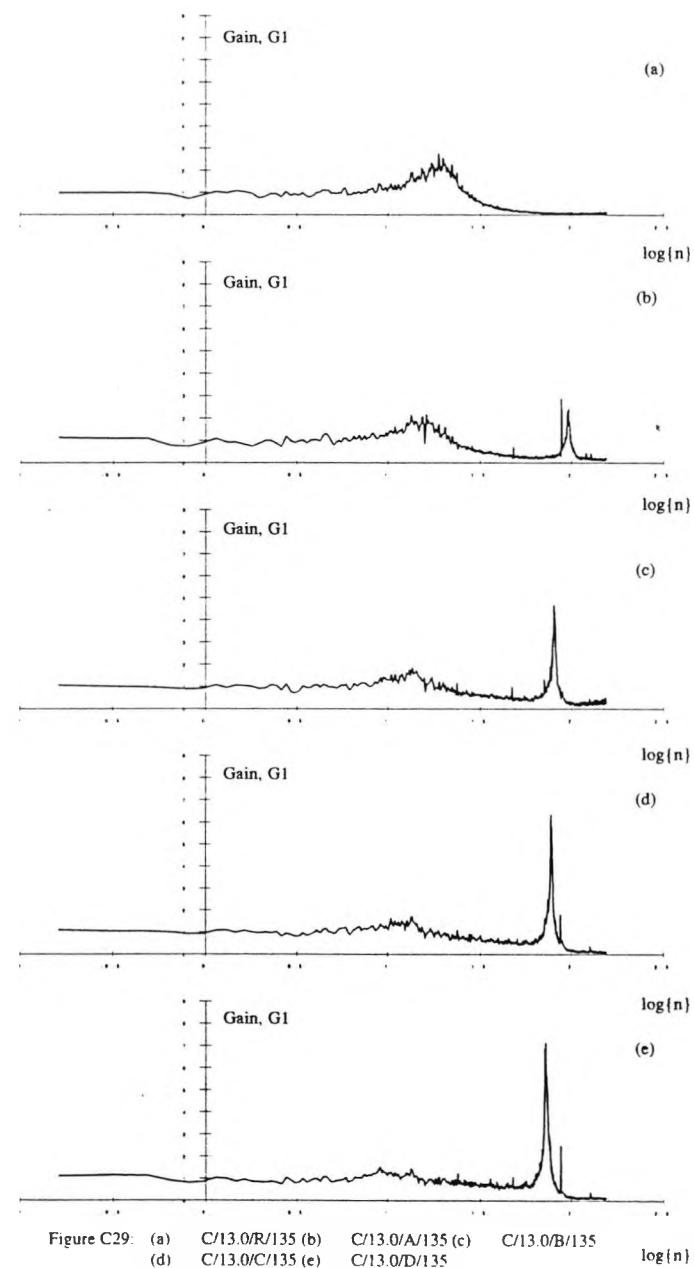 Gain, G1
(a)
log{n}
Gain, G1
(b)
log{n}
Gain, G1
(c)
log{n}
Gain, G1
(d)
log{n}
Gain, G1
(e)
Figure C29: (a) C/13.0/R/135 (b) C/13.0/A/135 (c) C/13.0/B/135
(d) C/13.0/C/135 (e) C/13.0/D/135
log{n}